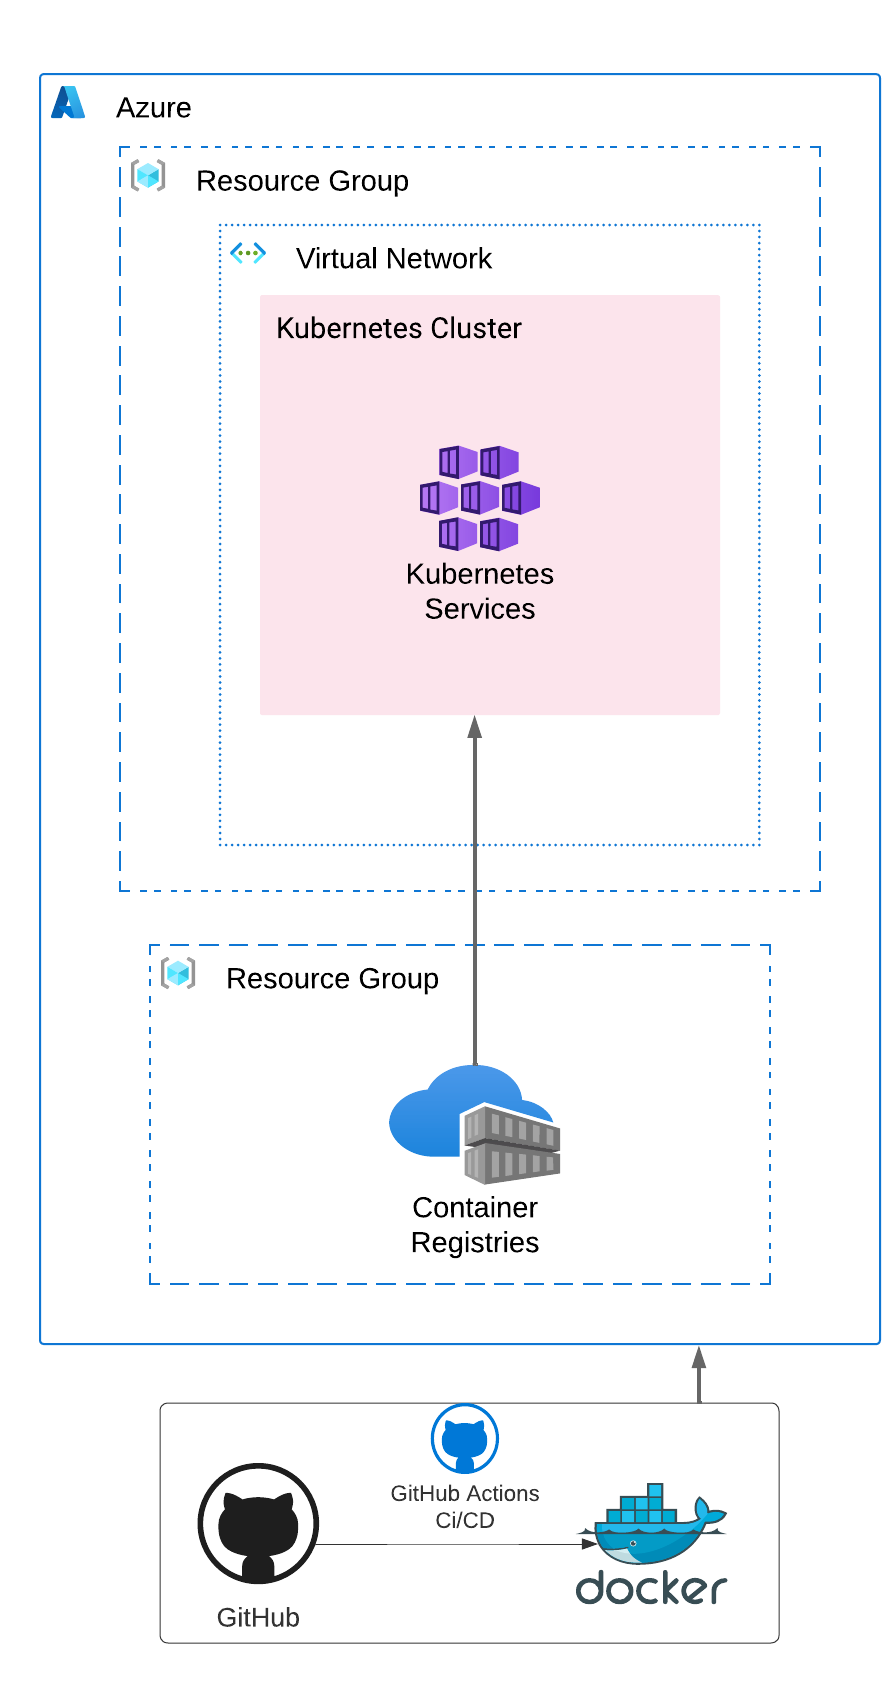 Azure
Resource Group
Virtual Network
Kubernetes Cluster
Kubernetes
Services
Resource Group
Container
Registries
GitHub Actions
Ci/CD
docker
GitHub